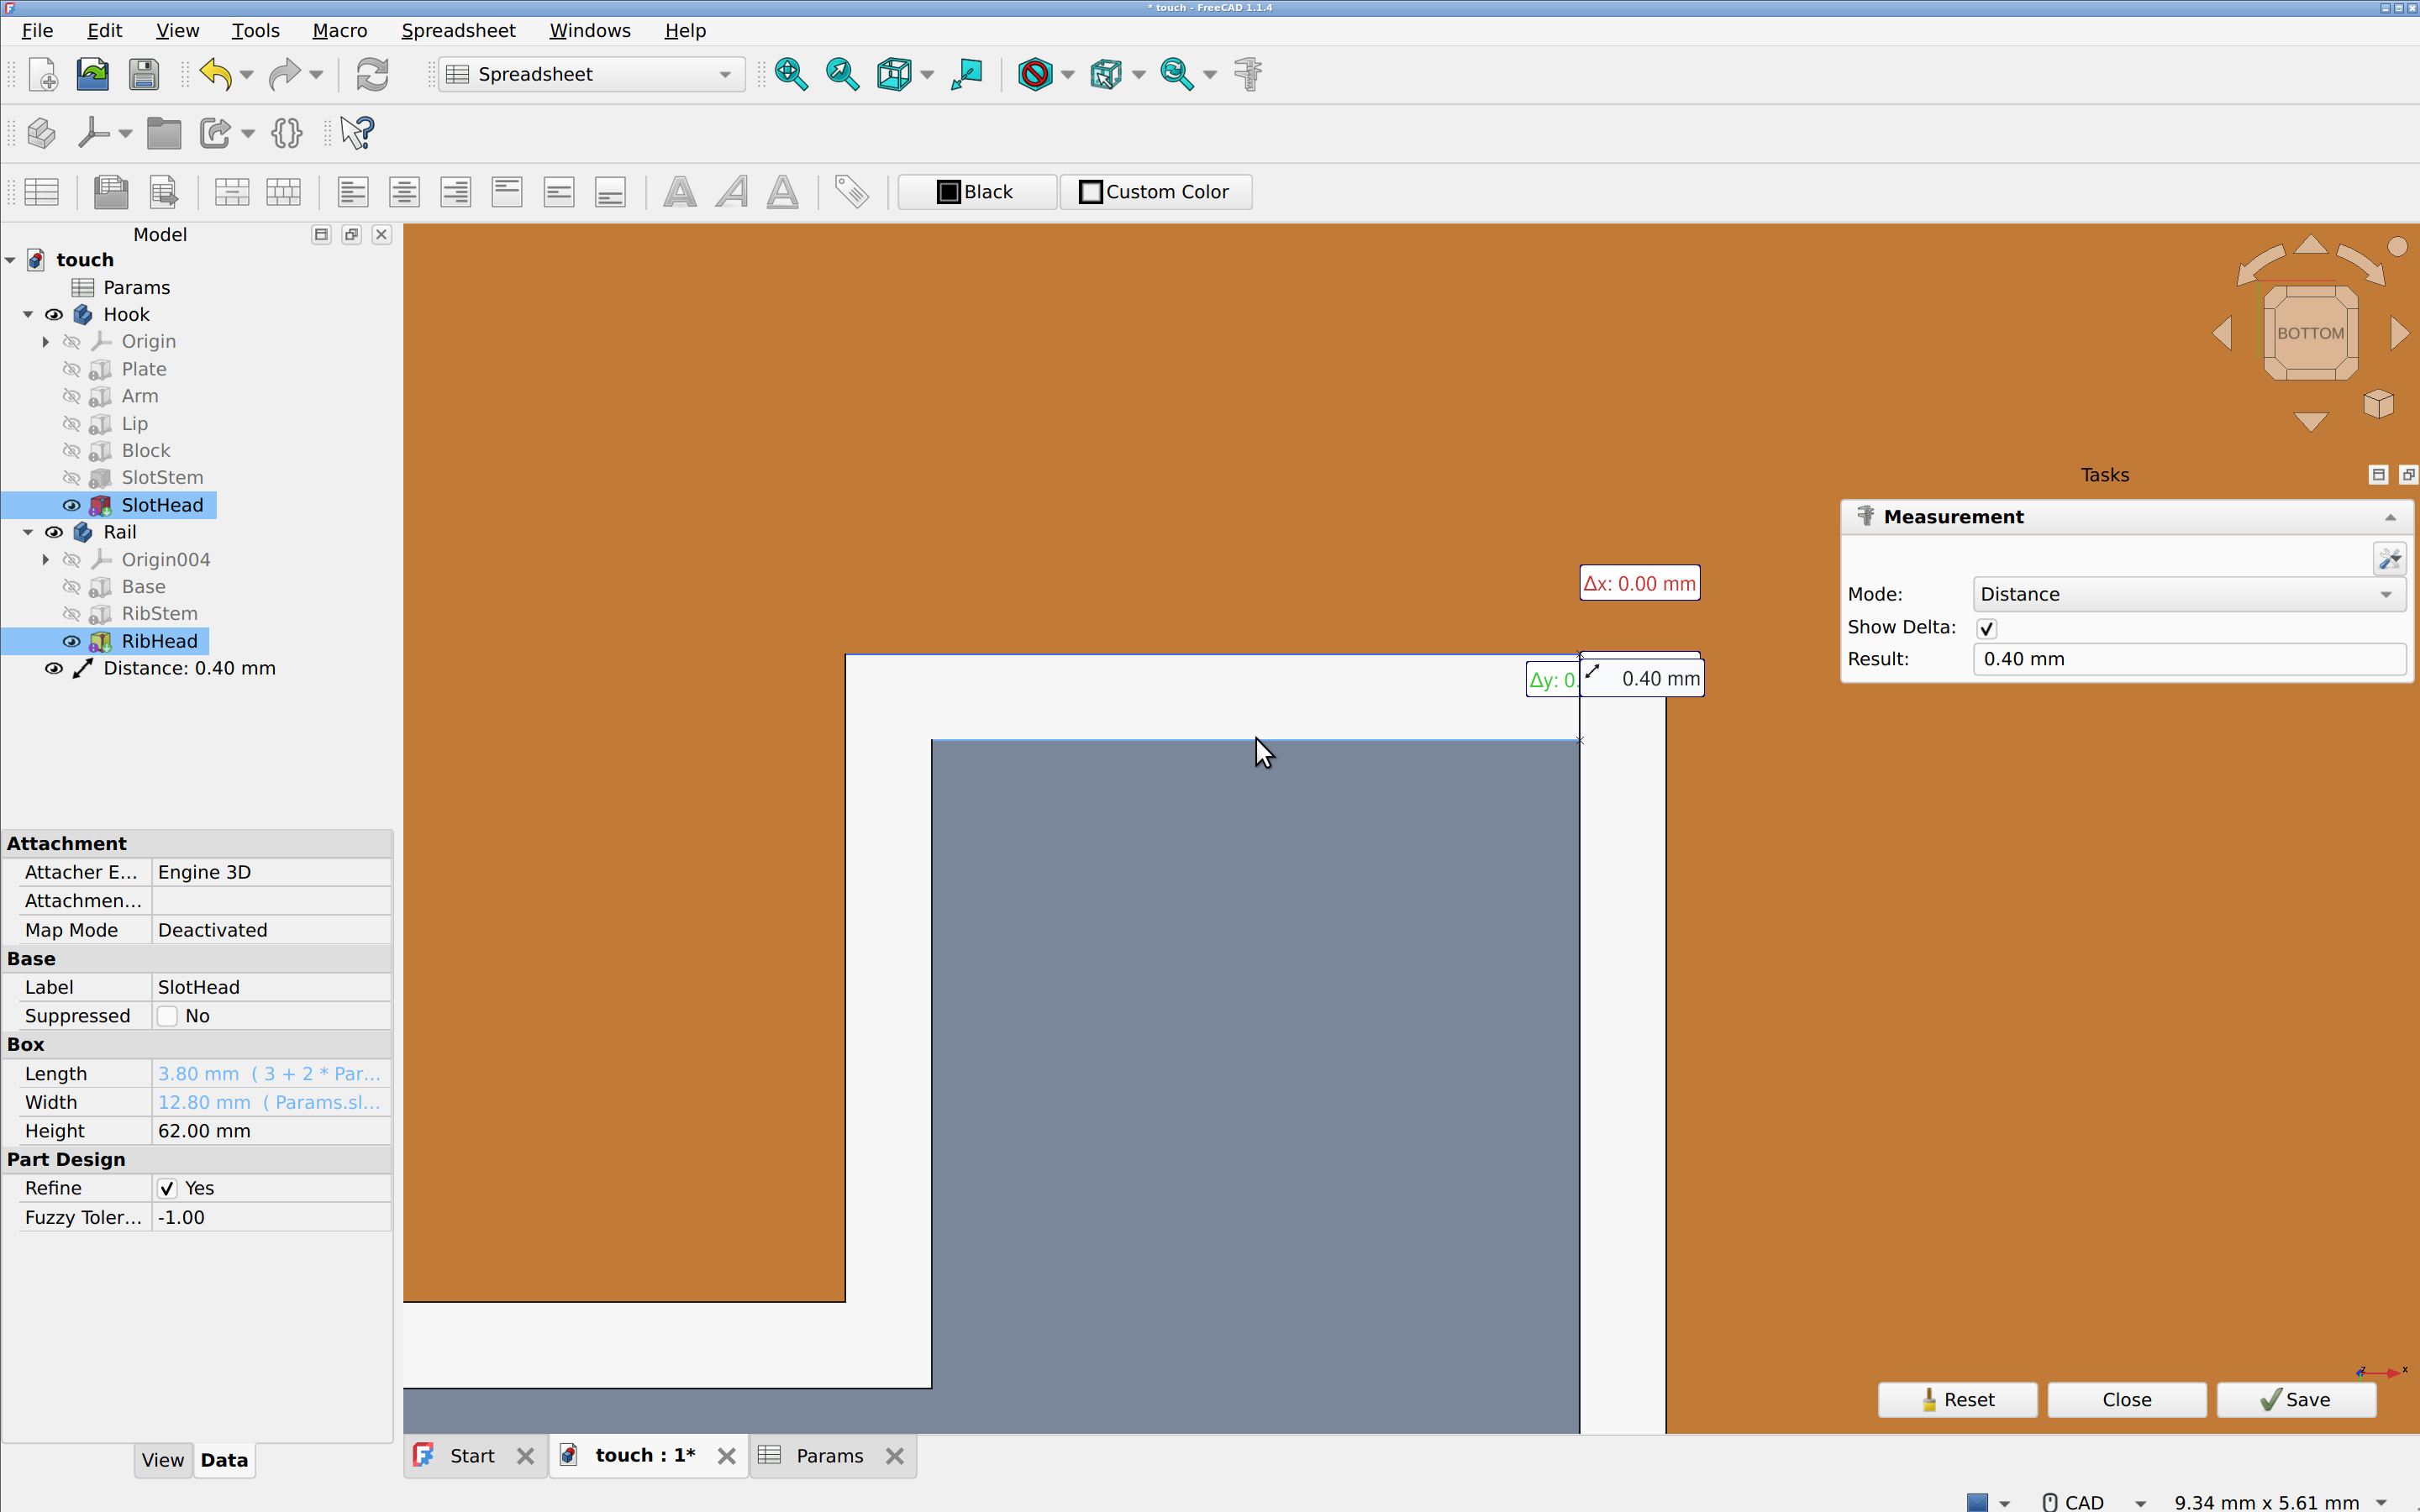 * touch - FreeCAD 1.1.4
File Edit View Tools Macro Spreadsheet Windows Help
Spreadsheet
Black
Custom Color
Model
touch
Params
Hook
Origin
Plate
Arm
Lip
Block
SlotStem
SlotHead
Rail
Origin004
Base
RibStem
RibHead
Distance: 0.40 mm
Attachment
Attacher E... Engine 3D
Attachmen...
Map Mode Deactivated
Base
Label SlotHead
Suppressed No
Box
Length 3.80 mm ( 3 + 2 * Par...
Width 12.80 mm ( Params.sl...
Height 62.00 mm
Part Design
Refine Yes
Fuzzy Toler... -1.00
View Data
Δx: 0.00 mm
Δy: 0.
0.40 mm
BOTTOM
Tasks
Measurement
Mode: Distance
Show Delta:
Result: 0.40 mm
z x
Reset Close Save
Start touch : 1* Params
CAD 9.34 mm x 5.61 mm